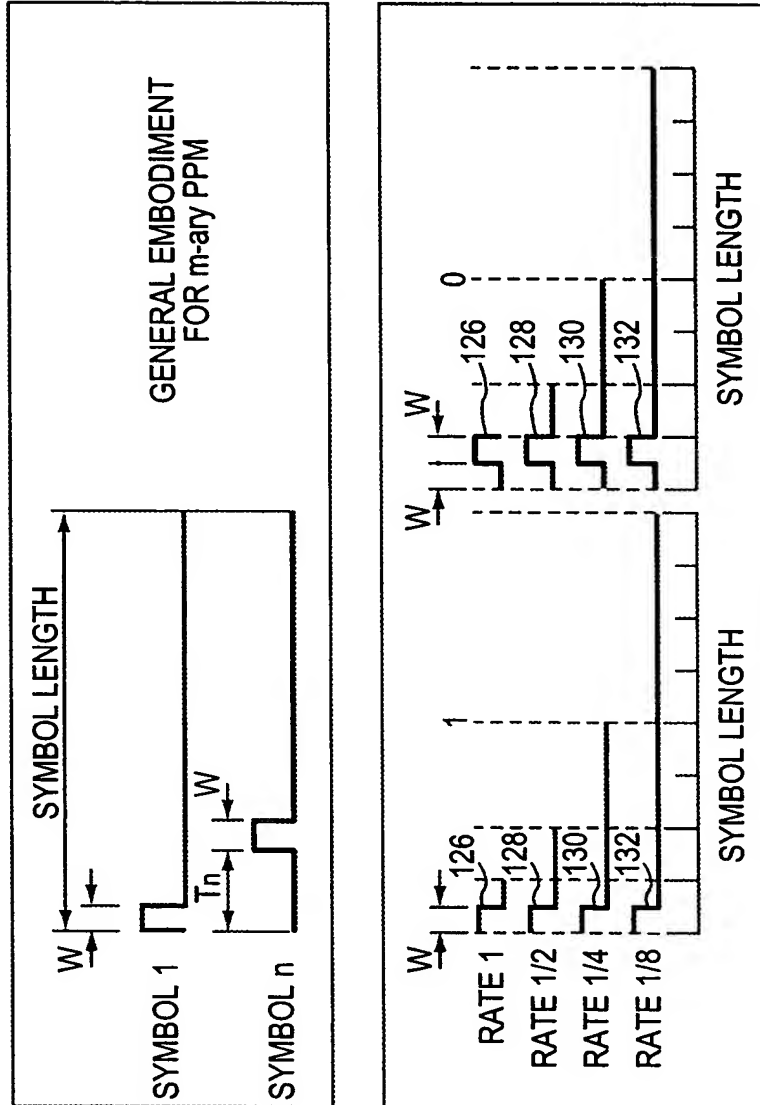 SYMBOL LENGTH
W
SYMBOL 1
Tn
W
SYMBOL n
GENERAL EMBODIMENT
FOR m-ary PPM
1
0
W
W
W
RATE 1
126
126
RATE 1/2
128
128
RATE 1/4
130
130
RATE 1/8
132
132
SYMBOL LENGTH
SYMBOL LENGTH